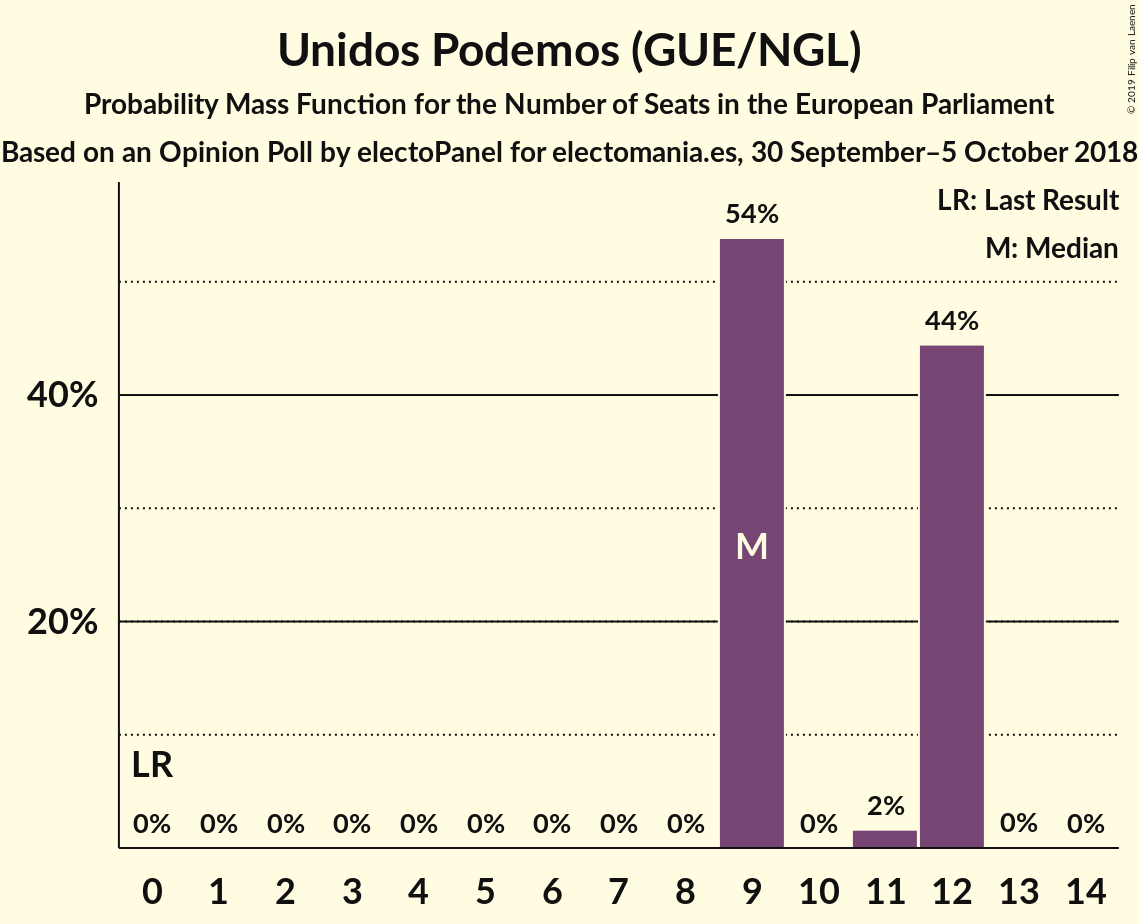 Unidos Podemos (GUE/NGL)
Probability Mass Function for the Number of Seats in the European Parliament
Based on an Opinion Poll by electoPanel for electomania.es, 30 September–5 October 2018
© 2019 Filip van Laenen
LR: Last Result
M: Median
54%
44%
40%
M
20%
LR
2%
0% 0% 0% 0% 0% 0% 0% 0% 0% 0% 0% 0%
0 1 2 3 4 5 6 7 8 9 10 11 12 13 14